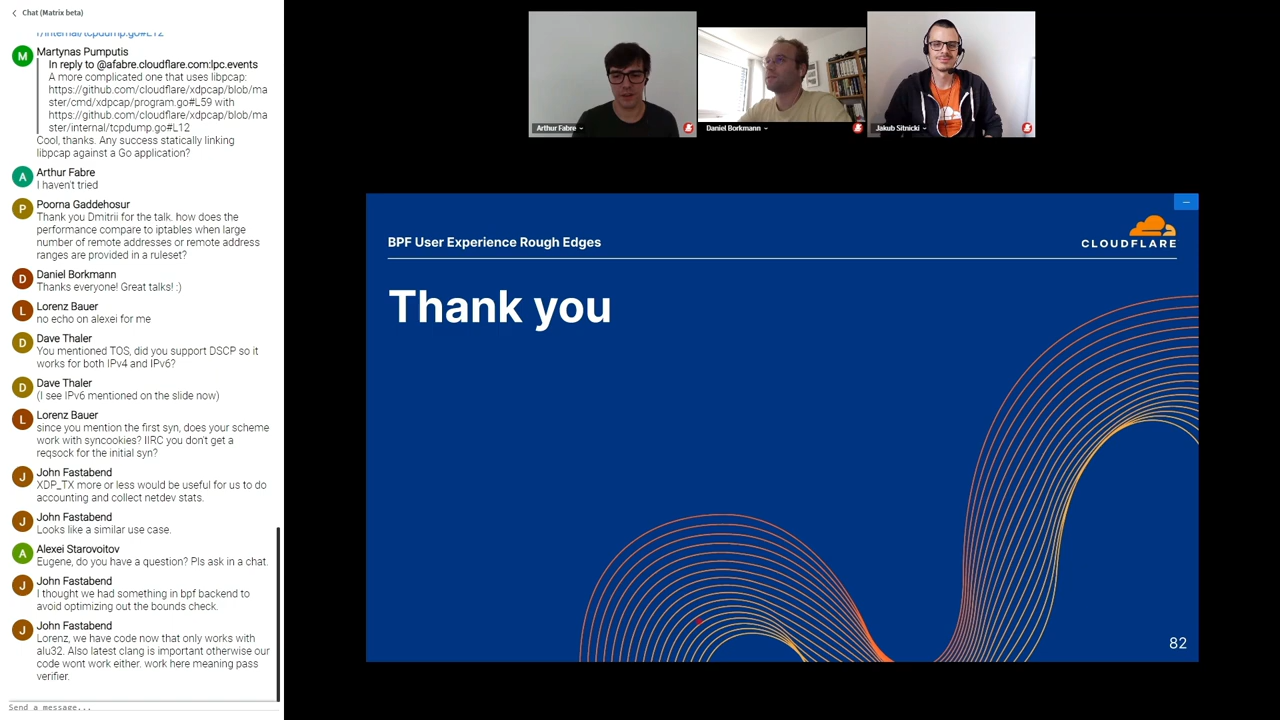 Chat (Matrix beta)
r/internal/tcpdump.go#L12
M
Martynas Pumputis
In reply to @afabre.cloudflare.com:lpc.events
A more complicated one that uses libpcap:
https://github.com/cloudflare/xdpcap/blob/ma
ster/cmd/xdpcap/program.go#L59 with
https://github.com/cloudflare/xdpcap/blob/ma
ster/internal/tcpdump.go#L12
Cool, thanks. Any success statically linking
libpcap against a Go application?
A
Arthur Fabre
I haven't tried
P
Poorna Gaddehosur
Thank you Dmitrii for the talk. how does the
performance compare to iptables when large
number of remote addresses or remote address
ranges are provided in a ruleset?
D
Daniel Borkmann
Thanks everyone! Great talks! :)
L
Lorenz Bauer
no echo on alexei for me
D
Dave Thaler
You mentioned TOS, did you support DSCP so it
works for both IPv4 and IPv6?
D
Dave Thaler
(I see IPv6 mentioned on the slide now)
L
Lorenz Bauer
since you mention the first syn, does your scheme
work with syncookies? IIRC you don't get a
reqsock for the initial syn?
J
John Fastabend
XDP_TX more or less would be useful for us to do
accounting and collect netdev stats.
J
John Fastabend
Looks like a similar use case.
A
Alexei Starovoitov
Eugene, do you have a question? Pls ask in a chat.
J
John Fastabend
I thought we had something in bpf backend to
avoid optimizing out the bounds check.
J
John Fastabend
Lorenz, we have code now that only works with
alu32. Also latest clang is important otherwise our
code wont work either. work here meaning pass
verifier.
Send a message...
Arthur Fabre
Daniel Borkmann
Jakub Sitnicki
BPF User Experience Rough Edges
CLOUDFLARE
Thank you
82